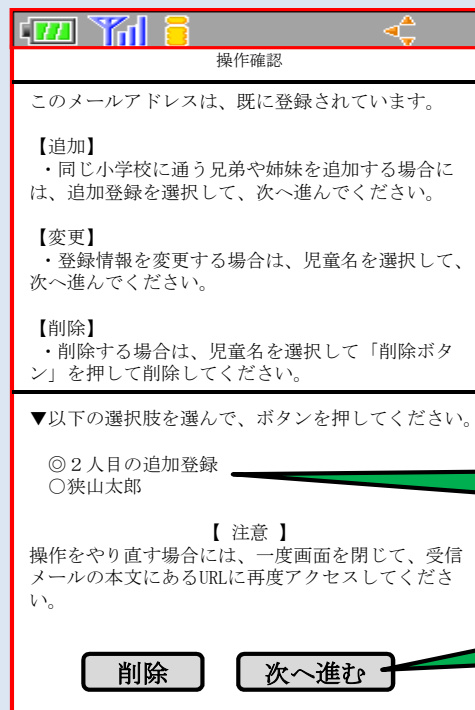 操作確認
このメールアドレスは、既に登録されています。
【追加】
・同じ小学校に通う兄弟や姉妹を追加する場合に
は、追加登録を選択して、次へ進んでください。
【変更】
・登録情報を変更する場合は、児童名を選択して、
次へ進んでください。
【削除】
・削除する場合は、児童名を選択して「削除ボタ
ン」を押して削除してください。
▼以下の選択肢を選んで、ボタンを押してください。
◎２人目の追加登録
○狭山太郎
【 注意 】
操作をやり直す場合には、一度画面を閉じて、受信
メールの本文にあるURLに再度アクセスしてくださ
い。
削除 次へ進む